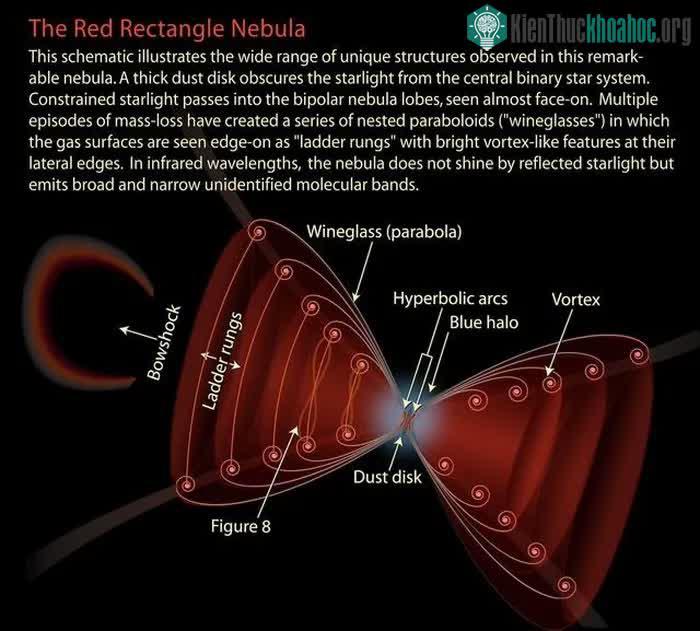 KienThuckhoahoc.org
The Red Rectangle Nebula
This schematic illustrates the wide range of unique structures observed in this remark-
able nebula. A thick dust disk obscures the starlight from the central binary star system.
Constrained starlight passes into the bipolar nebula lobes, seen almost face-on. Multiple
episodes of mass-loss have created a series of nested paraboloids ("wineglasses") in which
the gas surfaces are seen edge-on as "ladder rungs" with bright vortex-like features at their
lateral edges. In infrared wavelengths, the nebula does not shine by reflected starlight but
emits broad and narrow unidentified molecular bands.
Wineglass (parabola)
Hyperbolic arcs
Vortex
Blue halo
Bowshock
Ladder rungs
Dust disk
Figure 8